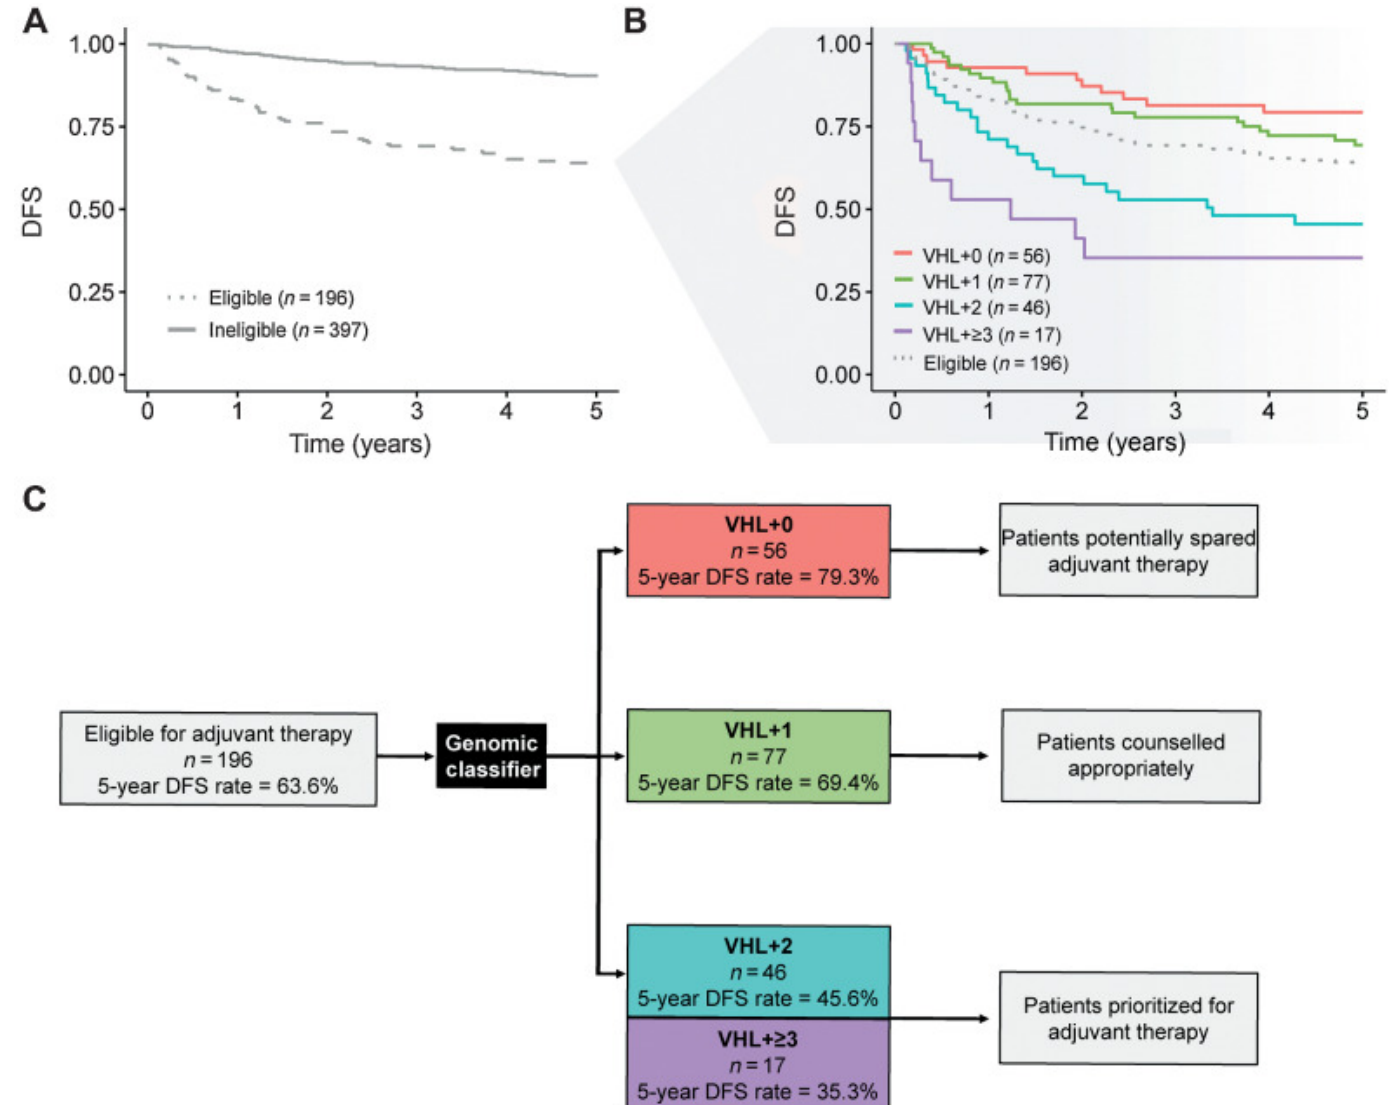 A
1.00
0.75
0.50
0.25
0.00
DFS
0 1 2 3 4 5
Time (years)
Eligible (n = 196)
Ineligible (n = 397)
B
1.00
0.75
0.50
0.25
0.00
DFS
VHL+0 (n = 56)
VHL+1 (n = 77)
VHL+2 (n = 46)
VHL+≥3 (n = 17)
Eligible (n = 196)
0 1 2 3 4 5
Time (years)
C
Eligible for adjuvant therapy
n = 196
5-year DFS rate = 63.6%
Genomic
classifier
VHL+0
n = 56
5-year DFS rate = 79.3%
Patients potentially spared
adjuvant therapy
VHL+1
n = 77
5-year DFS rate = 69.4%
Patients counselled
appropriately
VHL+2
n = 46
5-year DFS rate = 45.6%
VHL+≥3
n = 17
5-year DFS rate = 35.3%
Patients prioritized for
adjuvant therapy